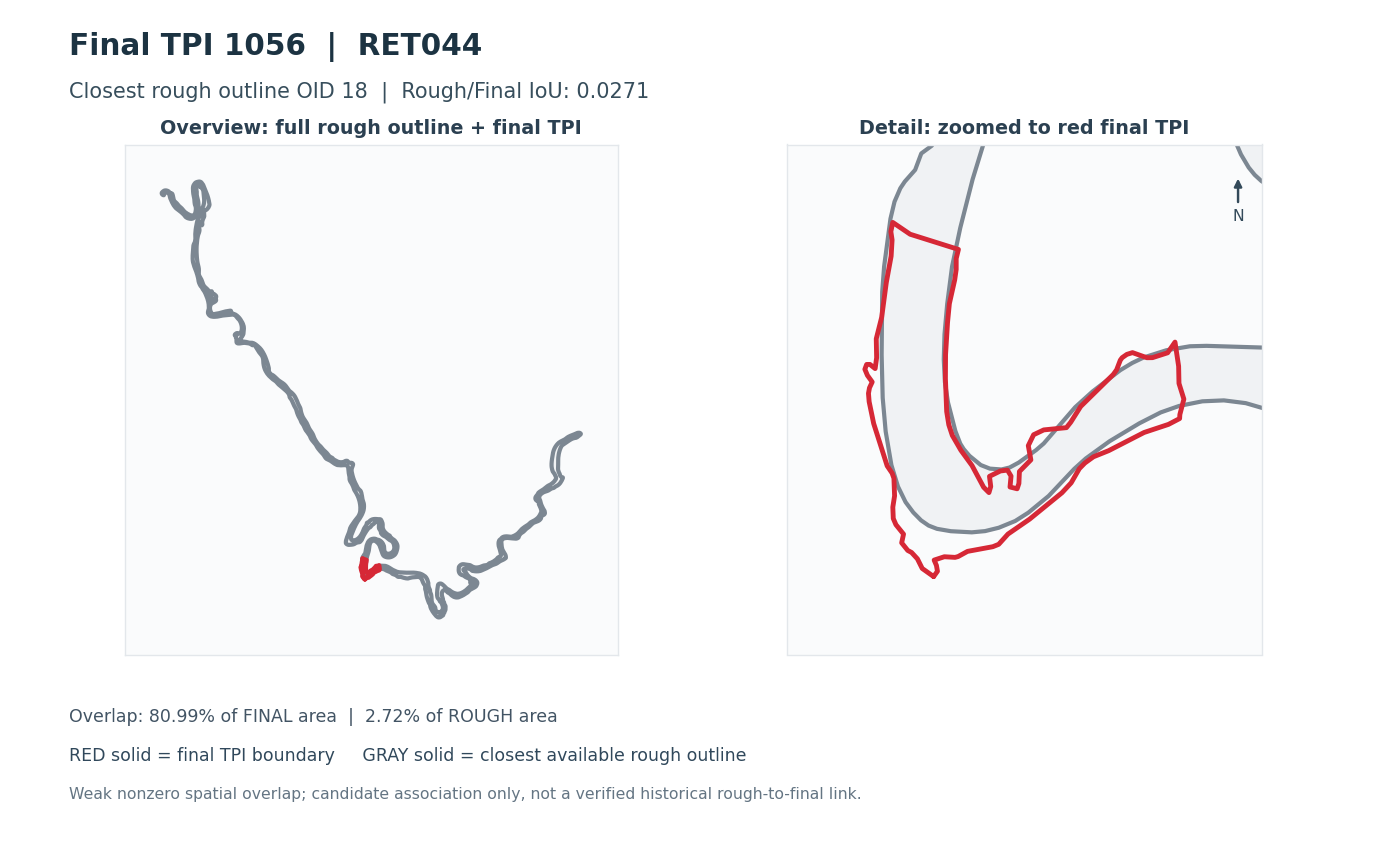 Final TPI 1056 | RET044
Closest rough outline OID 18 | Rough/Final IoU: 0.0271
Overview: full rough outline + final TPI
Detail: zoomed to red final TPI
N
Overlap: 80.99% of FINAL area | 2.72% of ROUGH area
RED solid = final TPI boundary GRAY solid = closest available rough outline
Weak nonzero spatial overlap; candidate association only, not a verified historical rough-to-final link.